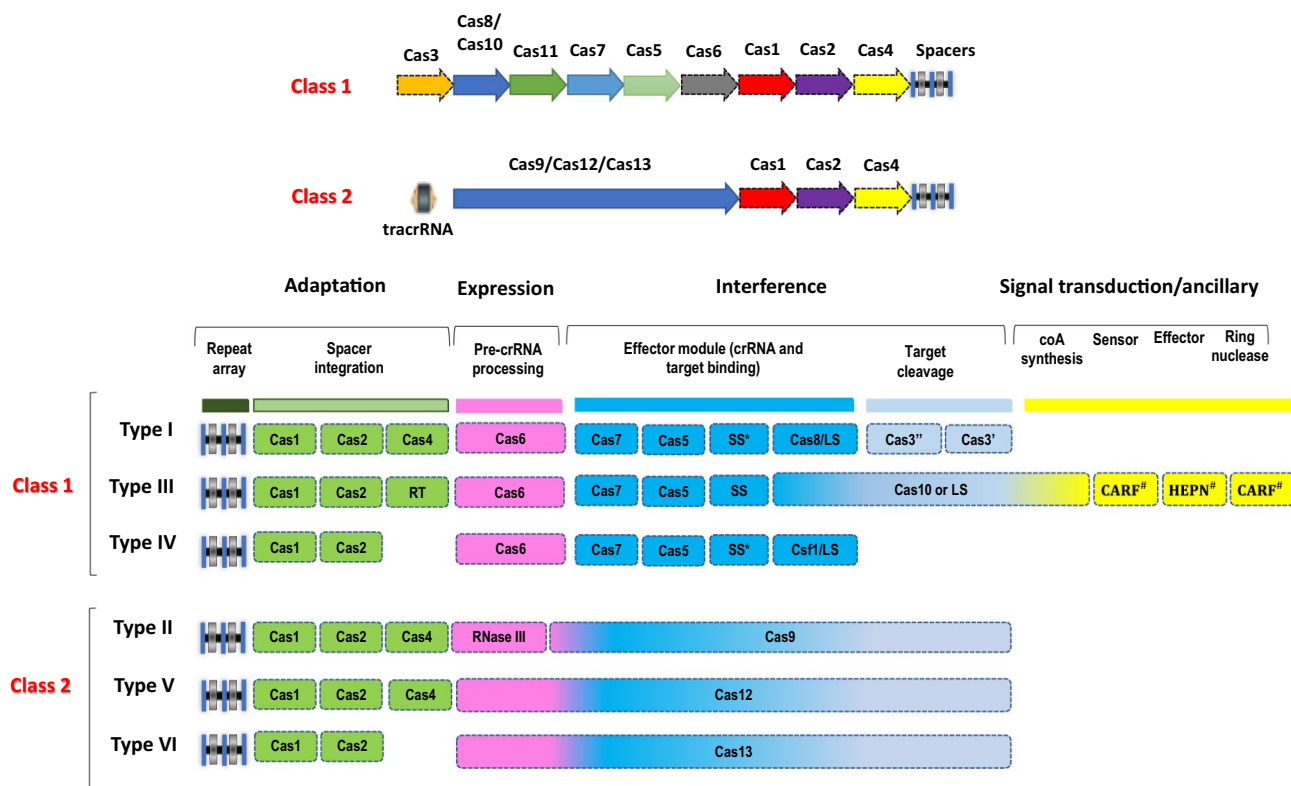 Cas8/
Cas3 Cas10 Cas11 Cas7 Cas5 Cas6 Cas1 Cas2 Cas4 Spacers
Class 1
Cas9/Cas12/Cas13 Cas1 Cas2 Cas4
Class 2
tracrRNA
Adaptation Expression Interference Signal transduction/ancillary
Repeat array
Spacer integration
Pre-crRNA processing
Effector module (crRNA and target binding)
Target cleavage
coA synthesis
Sensor
Effector
Ring nuclease
Type I Cas1 Cas2 Cas4 Cas6 Cas7 Cas5 SS* Cas8/LS Cas3’’ Cas3’
Class 1
Type III Cas1 Cas2 RT Cas6 Cas7 Cas5 SS Cas10 or LS CARF# HEPN# CARF#
Type IV Cas1 Cas2 Cas6 Cas7 Cas5 SS* Csf1/LS
Type II Cas1 Cas2 Cas4 RNase III Cas9
Class 2
Type V Cas1 Cas2 Cas4 Cas12
Type VI Cas1 Cas2 Cas13